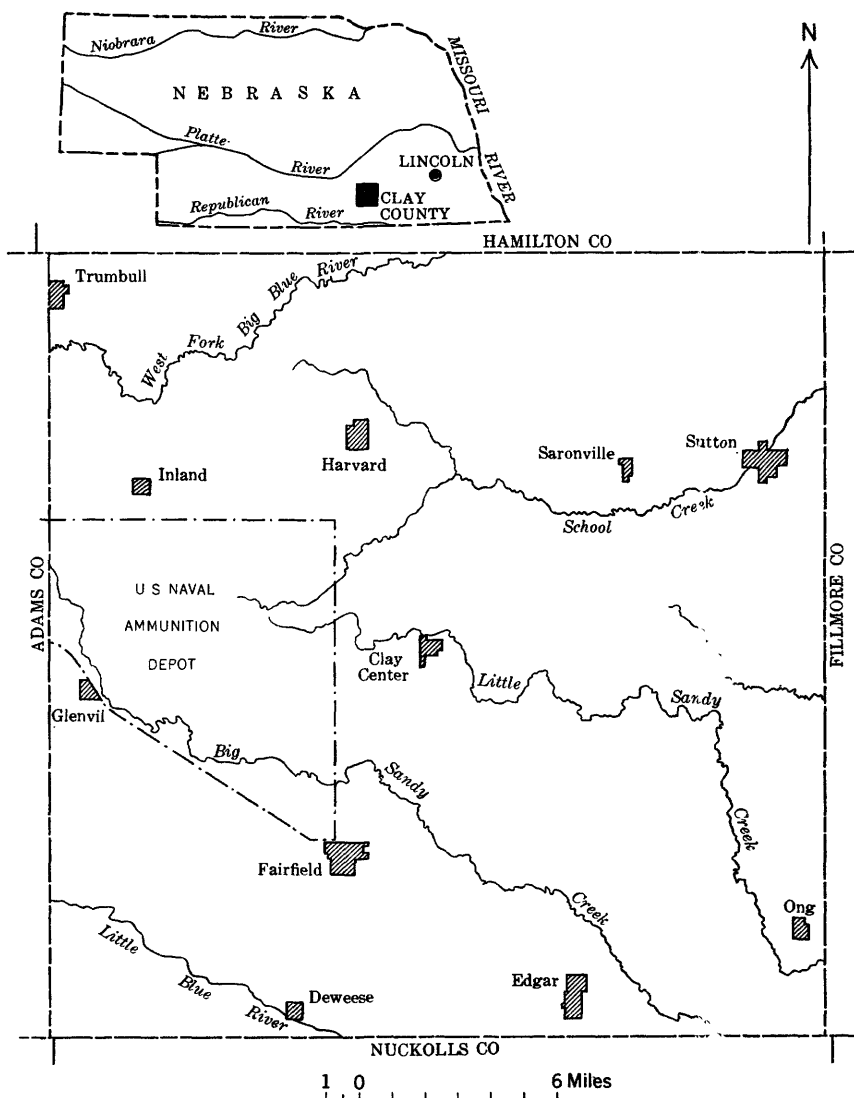 N
Niobrara River
MISSOURI
RIVER
NEBRASKA
Platte
River
LINCOLN
Republican
River
CLAY
COUNTY
HAMILTON CO
Trumbull
West Fork Big Blue River
Harvard
Saronville
Sutton
Inland
School Creek
ADAMS CO
FILLMORE CO
U S NAVAL
AMMUNITION
DEPOT
Clay
Center
Little Sandy
Creek
Glenvil
Big Sandy
Creek
Fairfield
Ong
Little
Blue
River
Deweese
Edgar
NUCKOLLS CO
1 0 6 Miles